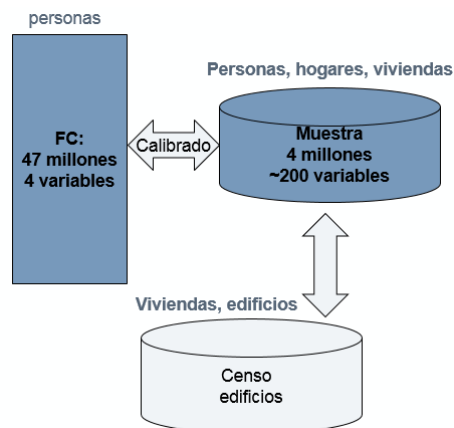 personas
FC:
47 millones
4 variables
Calibrado
Personas, hogares, viviendas
Muestra
4 millones
~200 variables
Viviendas, edificios
Censo
edificios